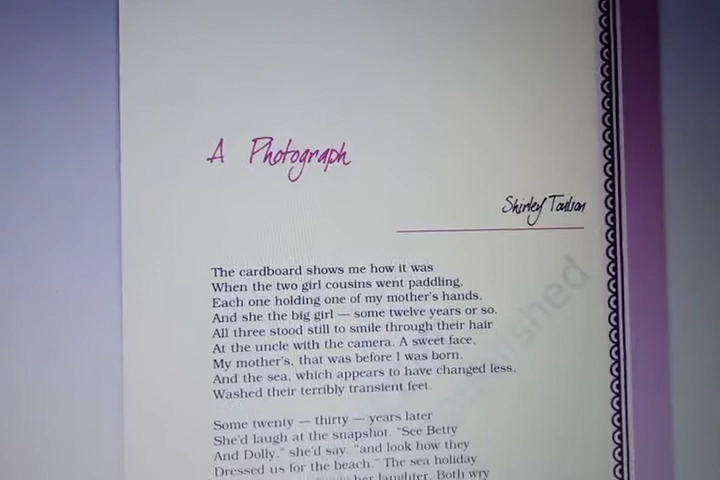 A Photograph
Shirley Toulson
The cardboard shows me how it was
When the two girl cousins went paddling,
Each one holding one of my mother's hands,
And she the big girl — some twelve years or so.
All three stood still to smile through their hair
At the uncle with the camera. A sweet face,
My mother's, that was before I was born.
And the sea, which appears to have changed less,
Washed their terribly transient feet.
Some twenty — thirty — years later
She'd laugh at the snapshot. "See Betty
And Dolly," she'd say, "and look how they
Dressed us for the beach." The sea holiday
her laughter. Both wry